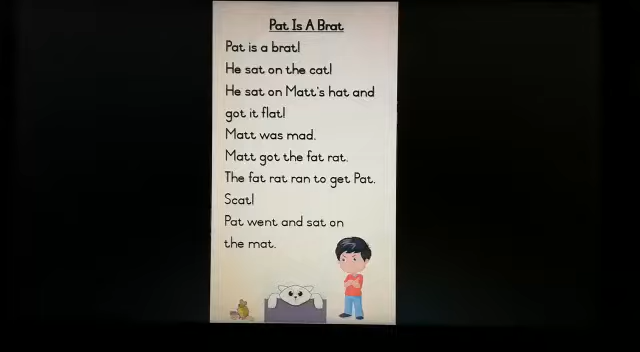 Pat Is A Brat
Pat is a brat!
He sat on the cat!
He sat on Matt's hat and
got it flat!
Matt was mad.
Matt got the fat rat.
The fat rat ran to get Pat.
Scat!
Pat went and sat on
the mat.